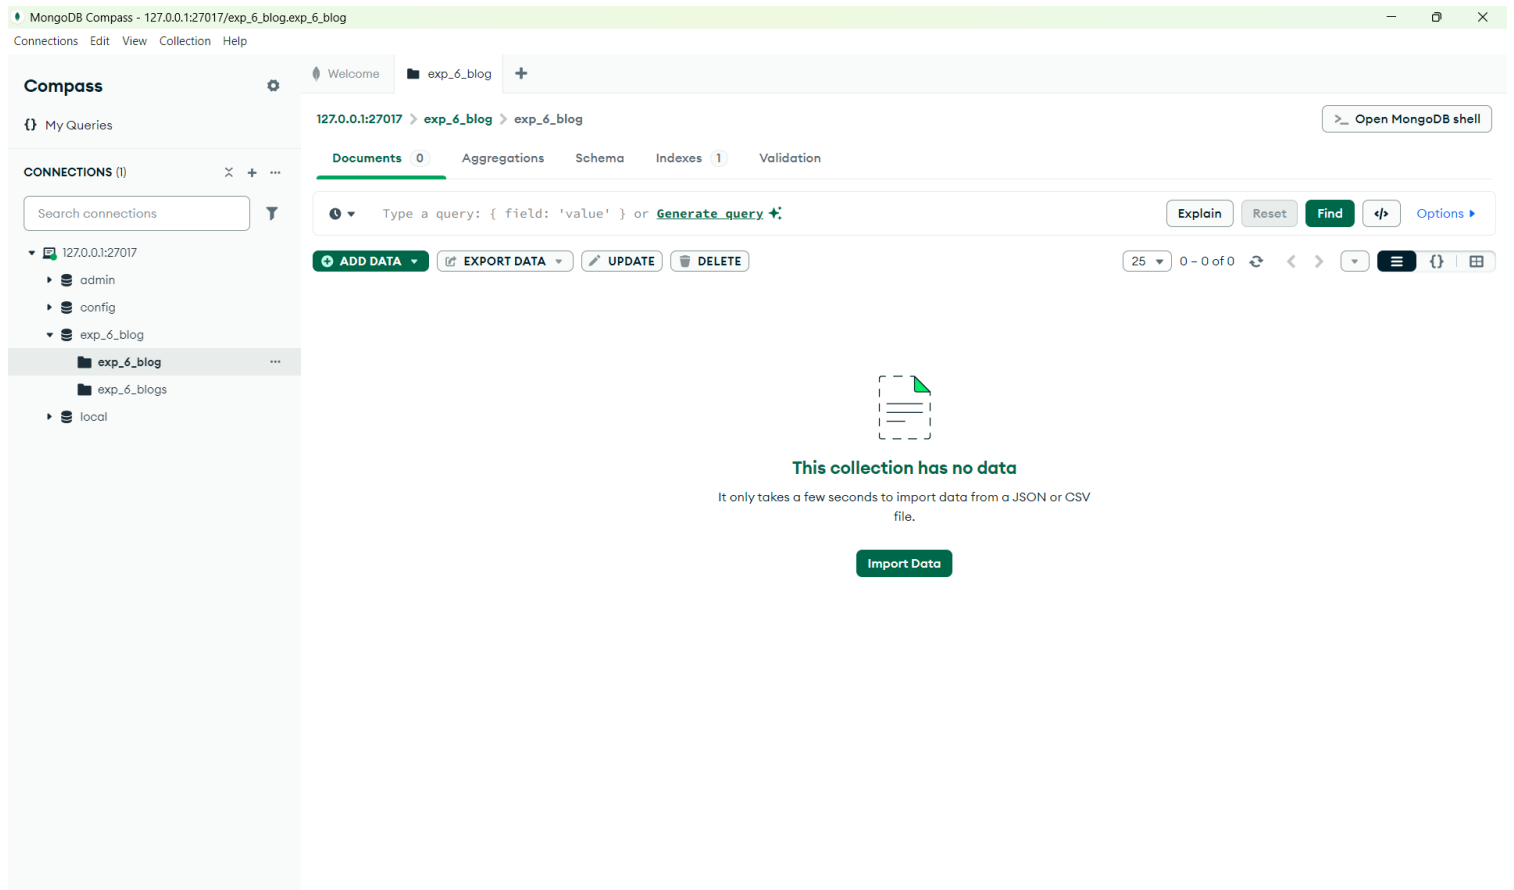 MongoDB Compass - 127.0.0.1:27017/exp_6_blog.exp_6_blog
Connections Edit View Collection Help
Compass
{} My Queries
CONNECTIONS (1)
Search connections
127.0.0.1:27017
admin
config
exp_6_blog
exp_6_blog
exp_6_blogs
local
Welcome exp_6_blog
127.0.0.1:27017 > exp_6_blog > exp_6_blog
>_ Open MongoDB shell
Documents 0 Aggregations Schema Indexes 1 Validation
Type a query: { field: 'value' } or Generate query
Explain Reset Find </> Options
ADD DATA EXPORT DATA UPDATE DELETE
25 0 – 0 of 0 {}
This collection has no data
It only takes a few seconds to import data from a JSON or CSV
file.
Import Data